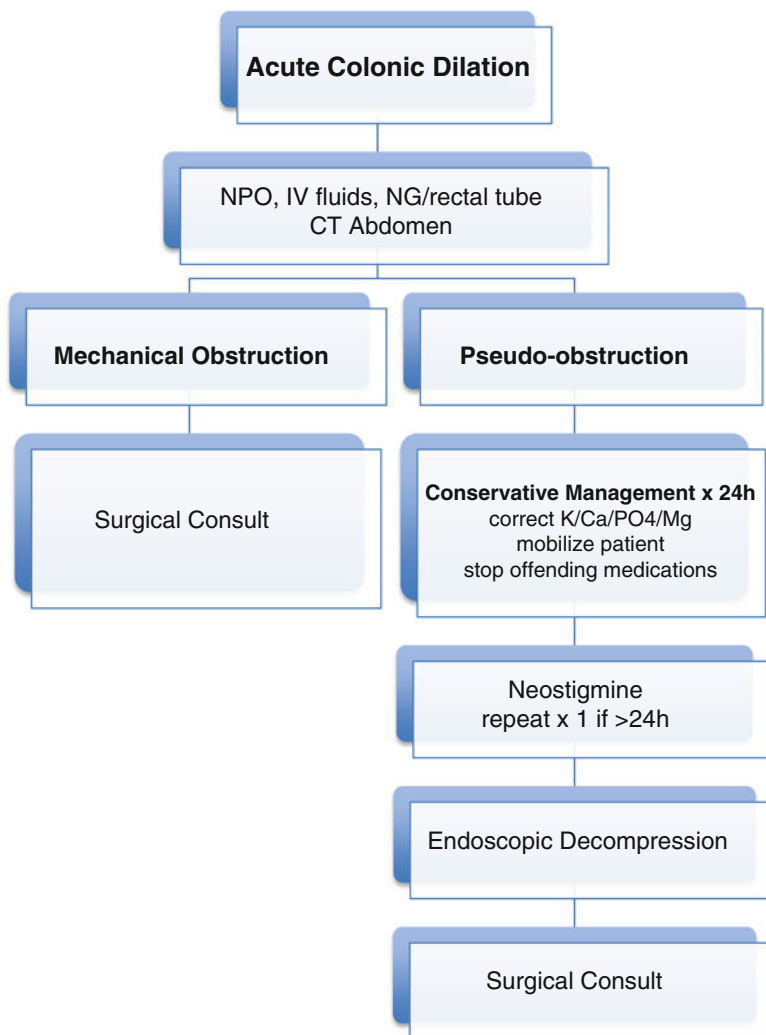 Acute Colonic Dilation
NPO, IV fluids, NG/rectal tube
CT Abdomen
Mechanical Obstruction
Pseudo-obstruction
Surgical Consult
Conservative Management x 24h
correct K/Ca/PO4/Mg
mobilize patient
stop offending medications
Neostigmine
repeat x 1 if >24h
Endoscopic Decompression
Surgical Consult